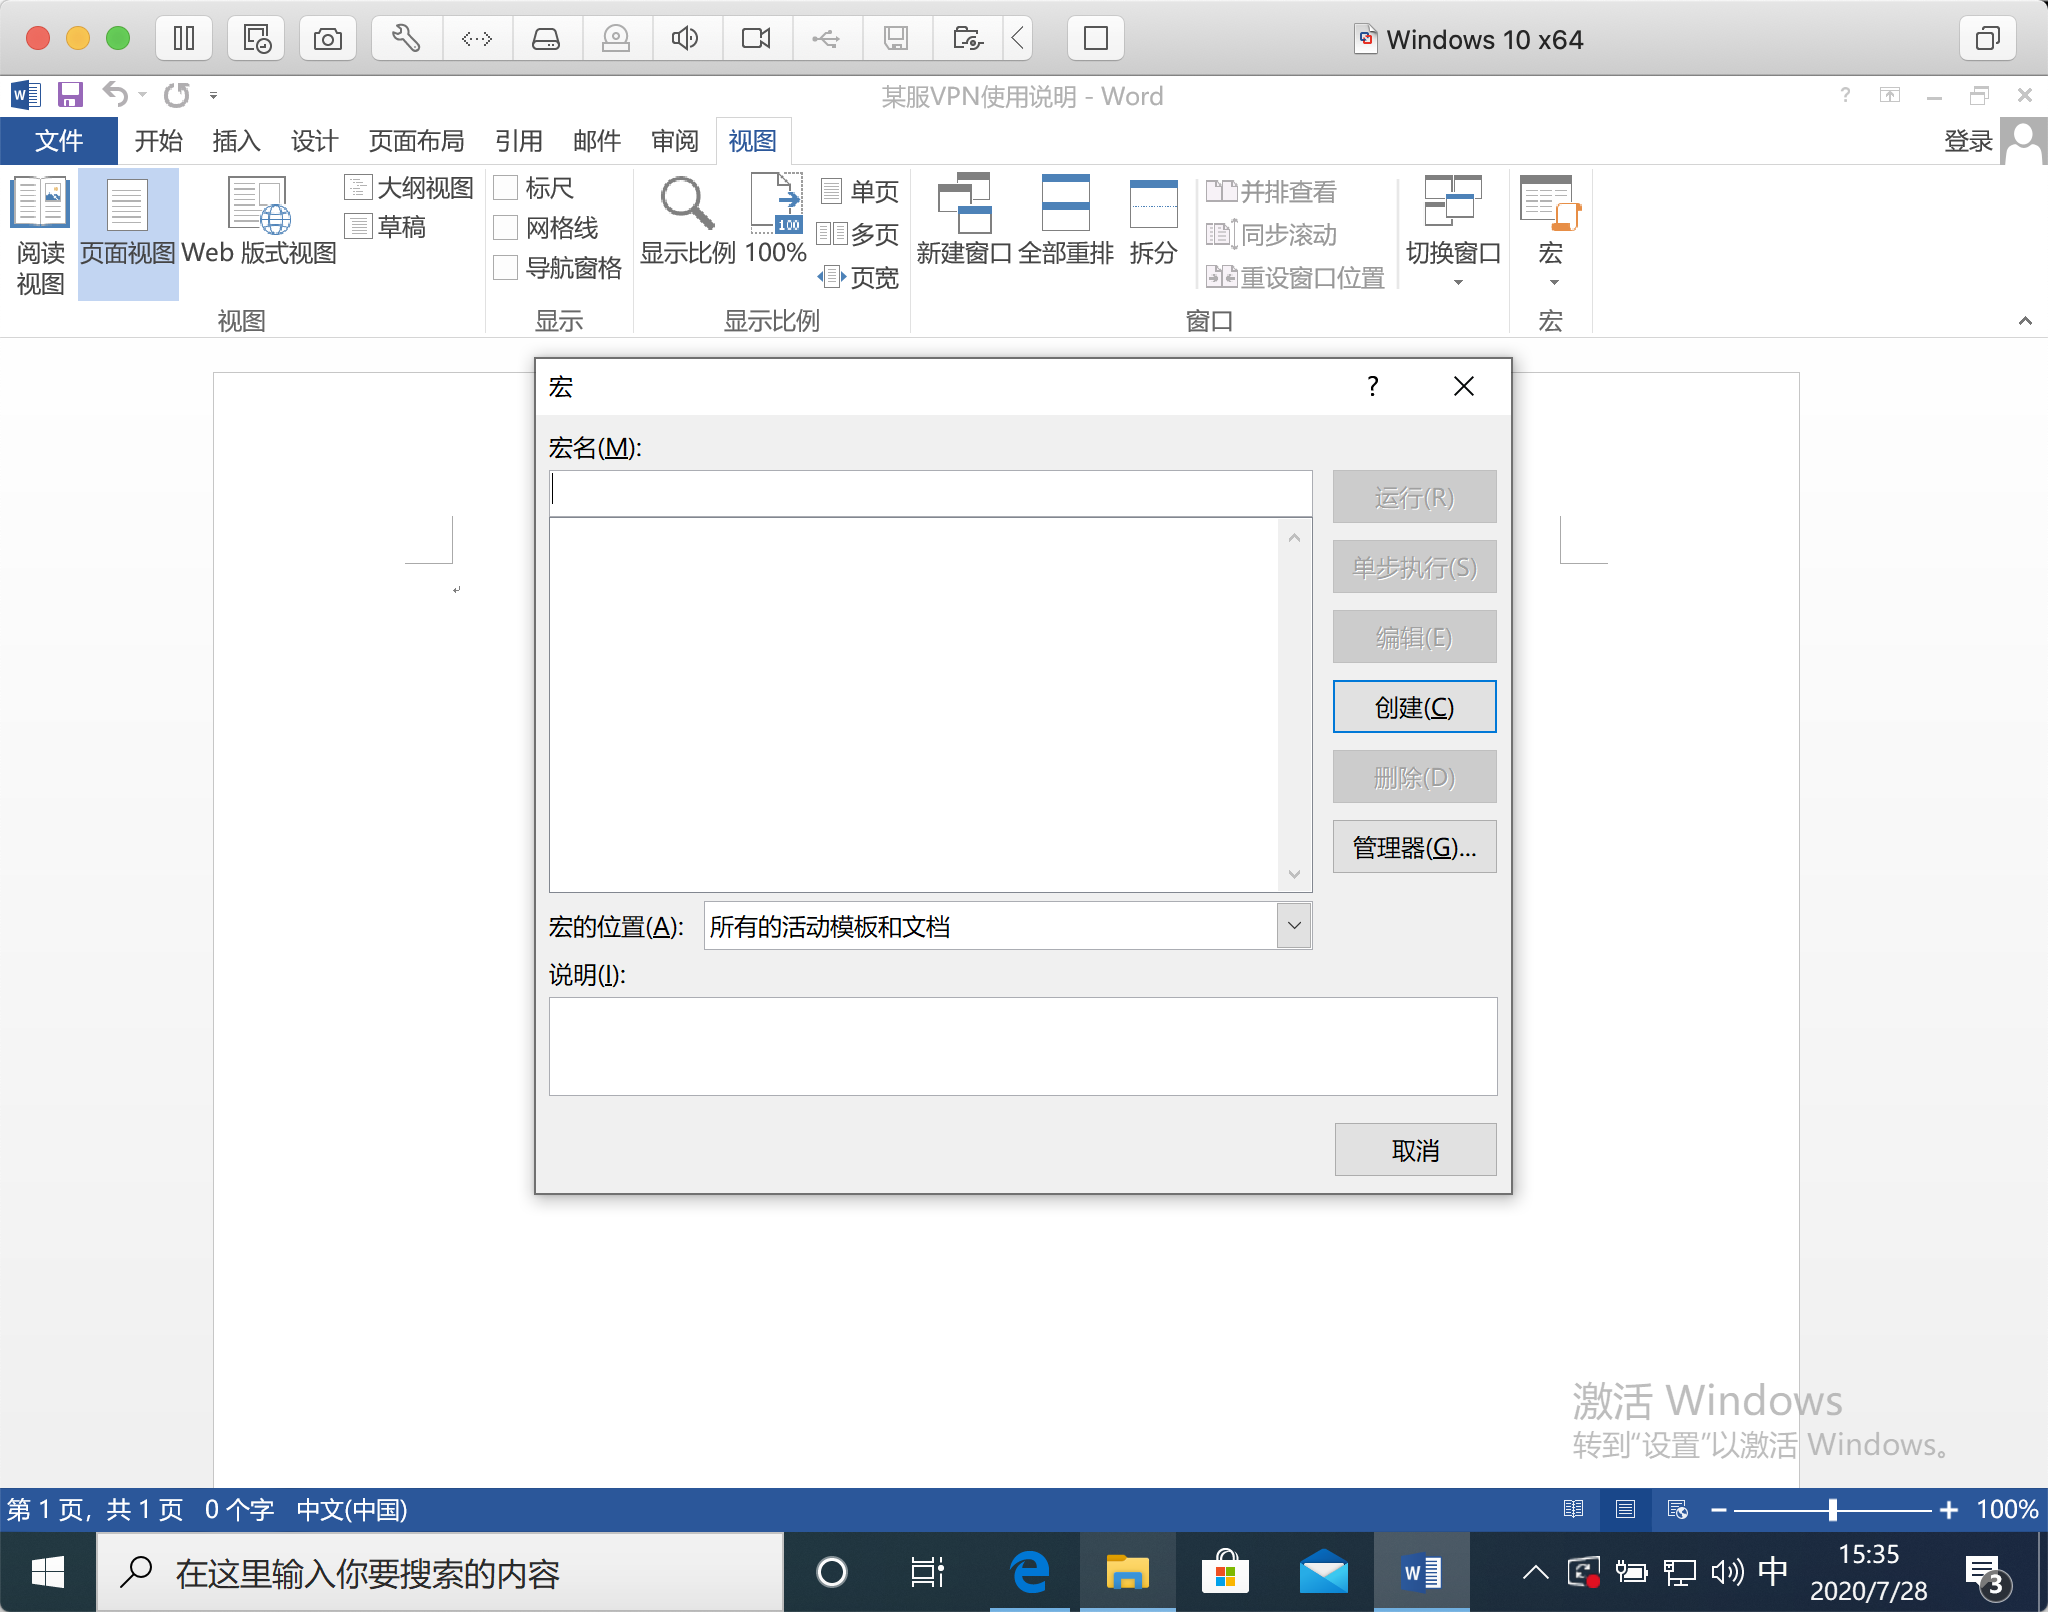 Windows 10 x64
某服VPN使用说明 - Word
文件 开始 插入 设计 页面布局 引用 邮件 审阅 视图 登录
阅读视图
页面视图
Web 版式视图
大纲视图
草稿
视图
标尺
网格线
导航窗格
显示
显示比例
100
100%
单页
多页
页宽
显示比例
新建窗口
全部重排
拆分
并排查看
同步滚动
重设窗口位置
切换窗口
窗口
宏
宏
宏
?
宏名(M):
运行(R)
单步执行(S)
编辑(E)
创建(C)
删除(D)
管理器(G)...
宏的位置(A): 所有的活动模板和文档
说明(I):
取消
激活 Windows
转到“设置”以激活 Windows。
第 1 页，共 1 页 0 个字 中文(中国) 100%
在这里输入你要搜索的内容
中
15:35
2020/7/28
3